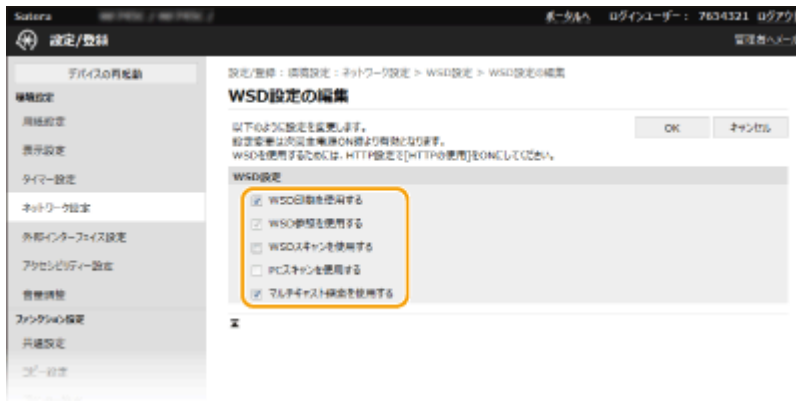 Satera
ポータルへ ログインユーザー： 7654321 ログアウト
設定/登録
管理者へメール
デバイスの再起動
環境設定
用紙設定
表示設定
タイマー設定
ネットワーク設定
外部インターフェイス設定
アクセシビリティー設定
音量調整
ファンクション設定
共通設定
コピー設定
設定/登録：環境設定：ネットワーク設定 > WSD設定 > WSD設定の編集
WSD設定の編集
以下のように設定を変更します。
設定変更は次回主電源ON時より有効となります。
WSDを使用するためには、HTTP設定で[HTTPの使用]をONにしてください。
OK キャンセル
WSD設定
WSD印刷を使用する
WSD参照を使用する
WSDスキャンを使用する
PCスキャンを使用する
マルチキャスト探索を使用する